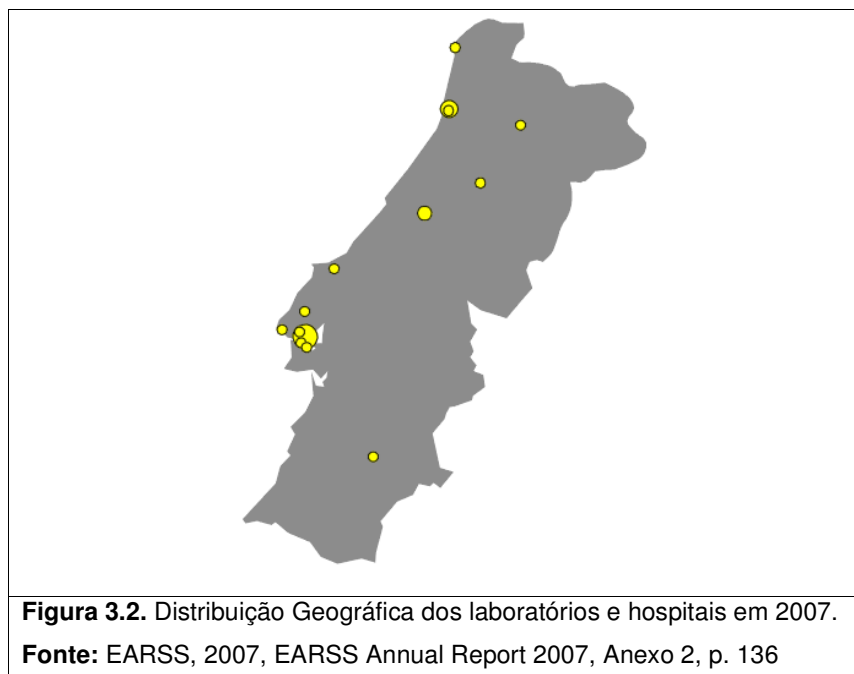 Figura 3.2. Distribuição Geográfica dos laboratórios e hospitais em 2007.
Fonte: EARSS, 2007, EARSS Annual Report 2007, Anexo 2, p. 136